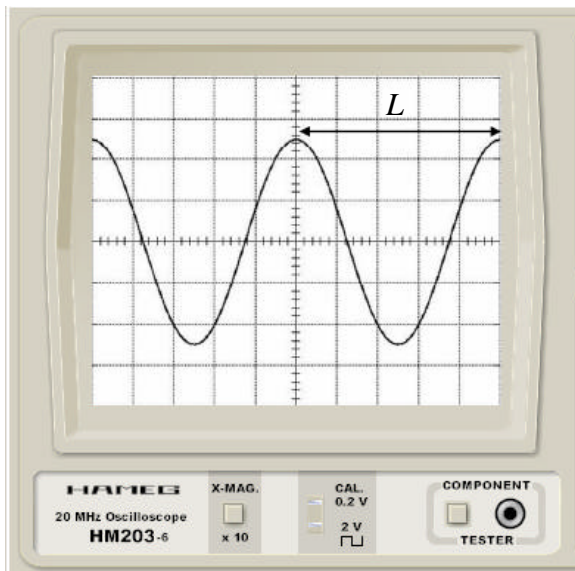 L
HAMEG
20 MHz Oscilloscope
HM203-6
X-MAG.
x 10
CAL.
0.2 V
2 V
COMPONENT
TESTER